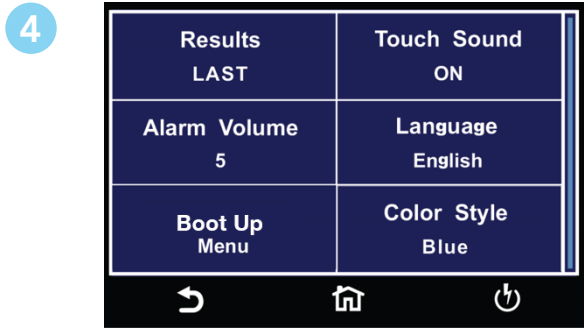 4
Results
LAST
Touch Sound
ON
Alarm Volume
5
Language
English
Boot Up
Menu
Color Style
Blue